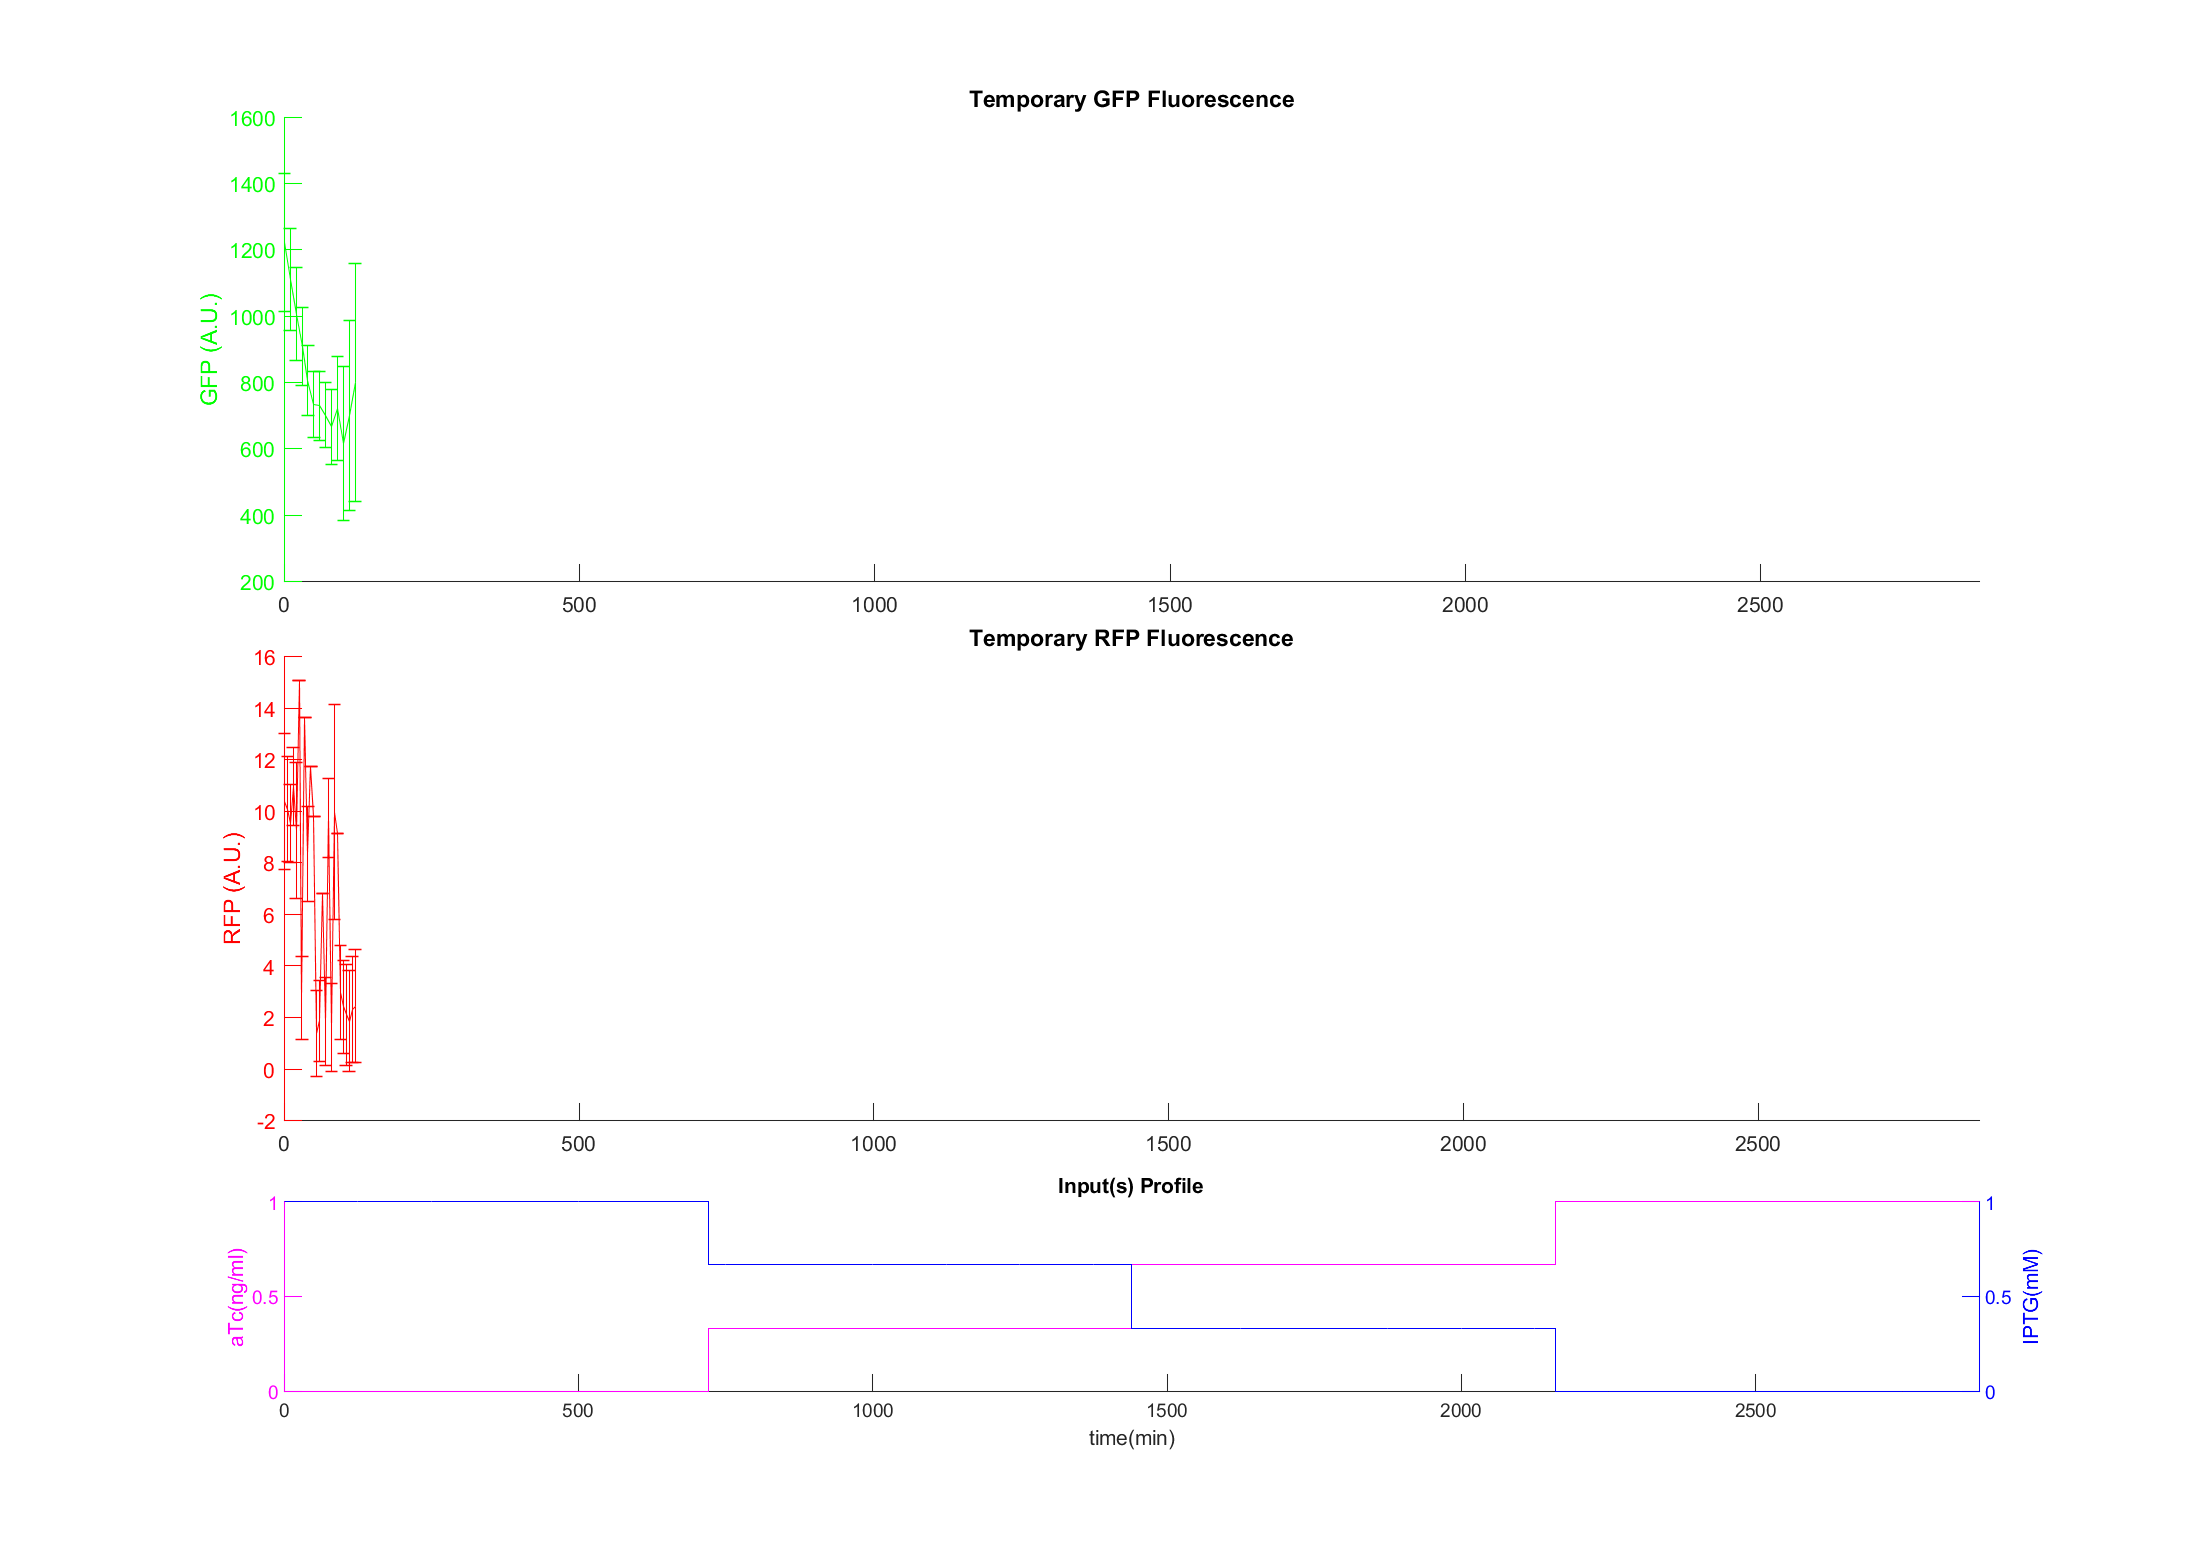 Temporary GFP Fluorescence
1600
1400
1200
1000
800
600
400
200
GFP (A.U.)
0 500 1000 1500 2000 2500
Temporary RFP Fluorescence
16
14
12
10
8
6
4
2
0
-2
RFP (A.U.)
0 500 1000 1500 2000 2500
Input(s) Profile
1 1
0.5 0.5
0 0
aTc(ng/ml)
IPTG(mM)
0 500 1000 1500 2000 2500
time(min)